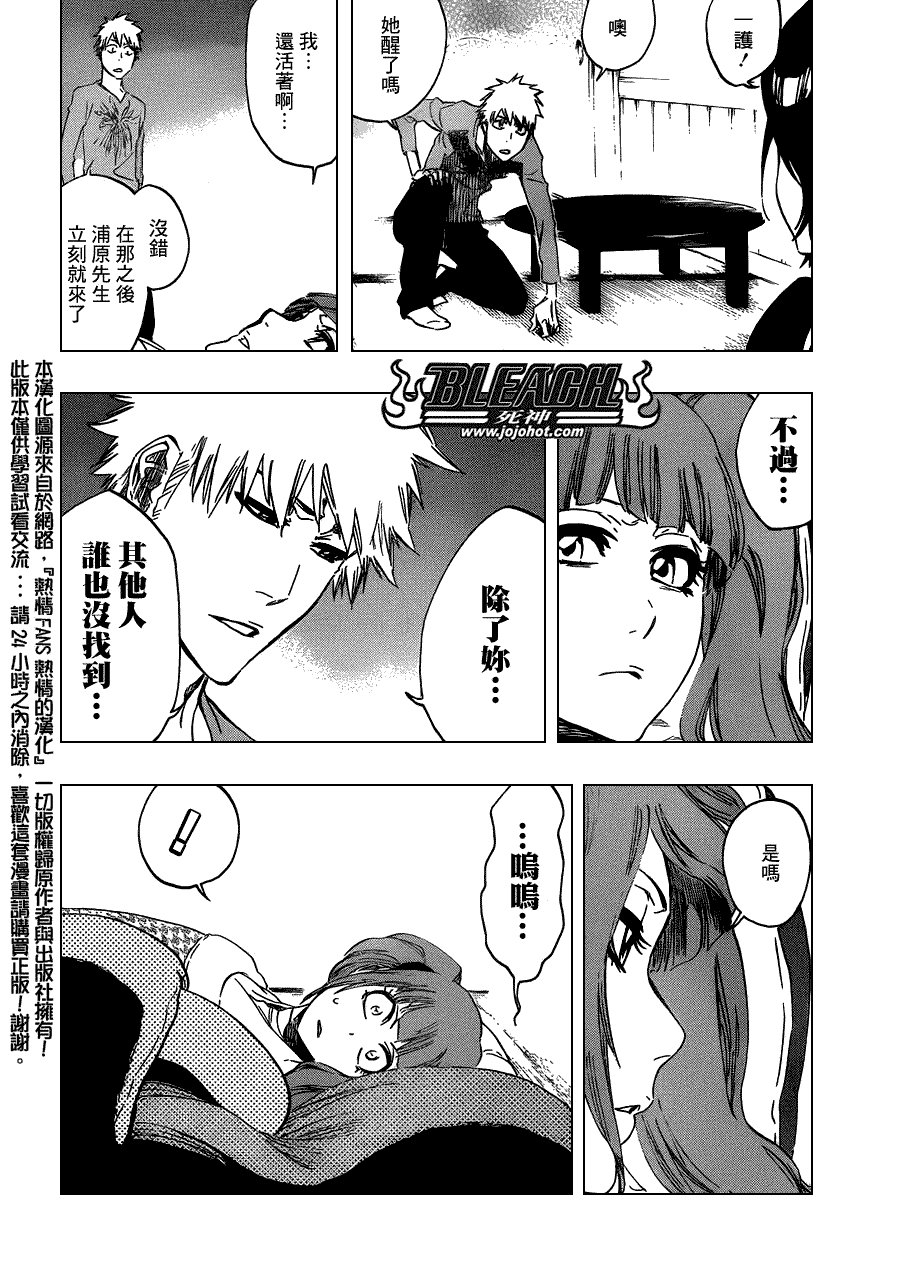 一護！
噢
她醒了嗎
我…
還活著啊…
沒錯
在那之後
浦原先生
立刻就來了
BLEACH
死神
www.jojohot.com
不過…
除了妳…
其他人
誰也沒找到…
是嗎
…嗚嗚…
！
本漢化圖源來自於網路，『熱情FANS 熱情的漢化』一切版權歸原作者與出版社擁有！
此版本僅供學習試看交流… 請24小時之內消除，喜歡這套漫畫請購買正版！謝謝。